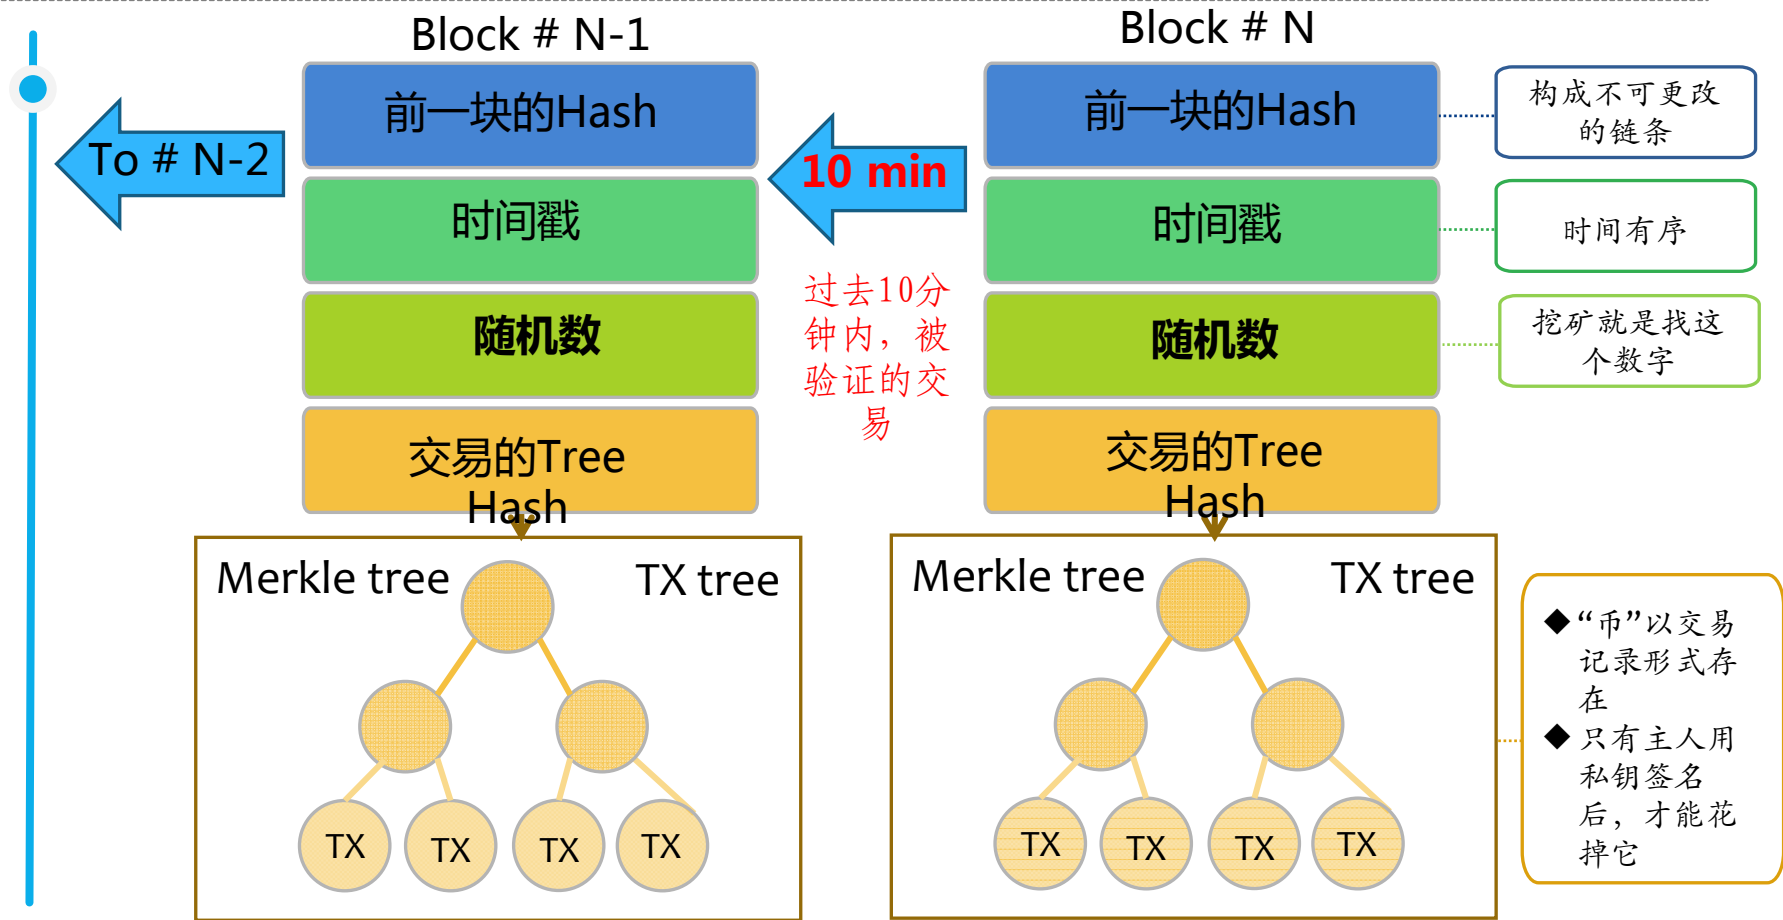 Block # N-1
Block # N
前一块的Hash
前一块的Hash
构成不可更改
的链条
To # N-2
10 min
时间戳
时间戳
时间有序
过去10分
钟内，被
验证的交
易
随机数
随机数
挖矿就是找这
个数字
交易的Tree
Hash
交易的Tree
Hash
Merkle tree
TX tree
TX
TX
TX
TX
Merkle tree
TX tree
TX
TX
TX
TX
◆“币”以交易
记录形式存
在
◆只有主人用
私钥签名
后，才能花
掉它